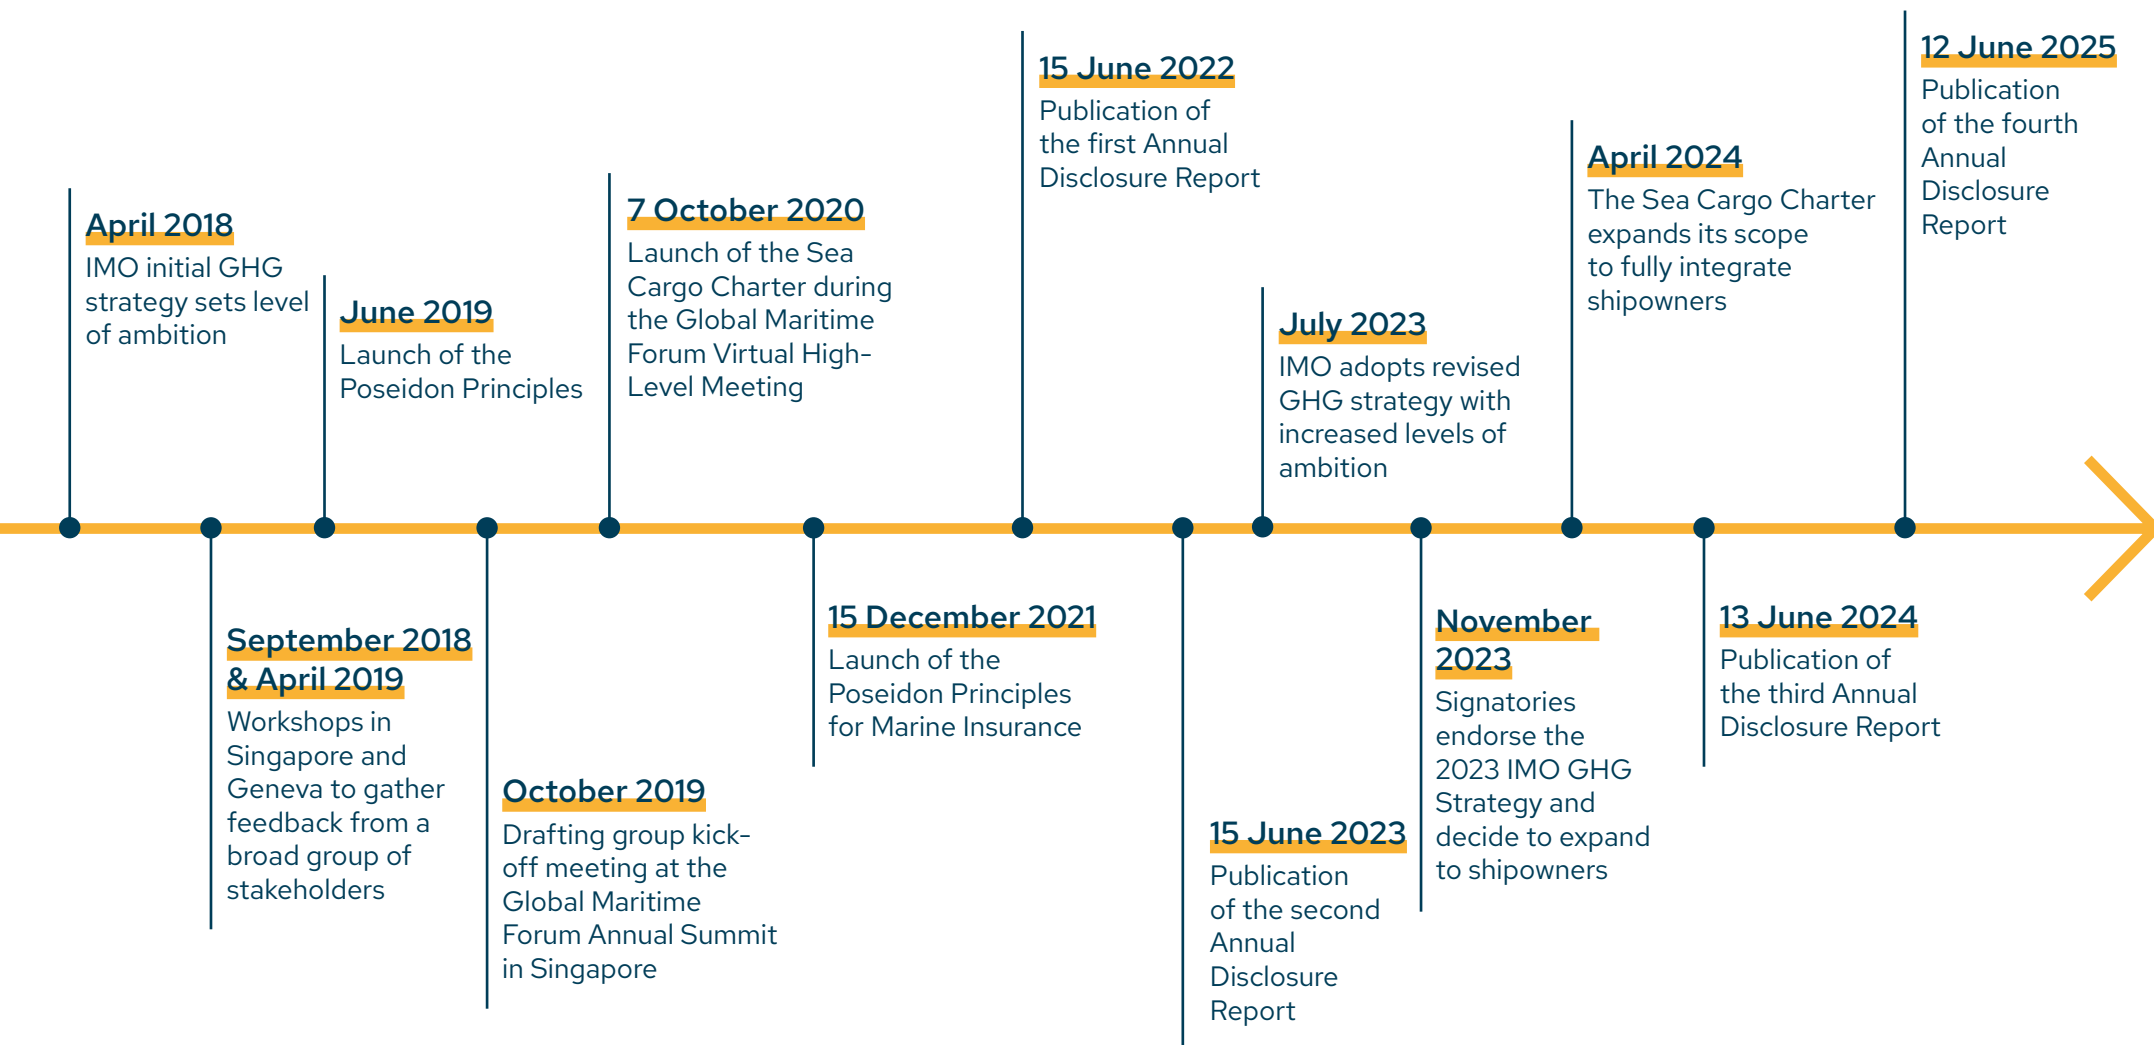 April 2018
IMO initial GHG
strategy sets level
of ambition
September 2018
& April 2019
Workshops in
Singapore and
Geneva to gather
feedback from a
broad group of
stakeholders
June 2019
Launch of the
Poseidon Principles
October 2019
Drafting group kick-
off meeting at the
Global Maritime
Forum Annual Summit
in Singapore
7 October 2020
Launch of the Sea
Cargo Charter during
the Global Maritime
Forum Virtual High-
Level Meeting
15 December 2021
Launch of the
Poseidon Principles
for Marine Insurance
15 June 2022
Publication of
the first Annual
Disclosure Report
15 June 2023
Publication
of the second
Annual
Disclosure
Report
July 2023
IMO adopts revised
GHG strategy with
increased levels of
ambition
November
2023
Signatories
endorse the
2023 IMO GHG
Strategy and
decide to expand
to shipowners
April 2024
The Sea Cargo Charter
expands its scope
to fully integrate
shipowners
13 June 2024
Publication of
the third Annual
Disclosure Report
12 June 2025
Publication
of the fourth
Annual
Disclosure
Report